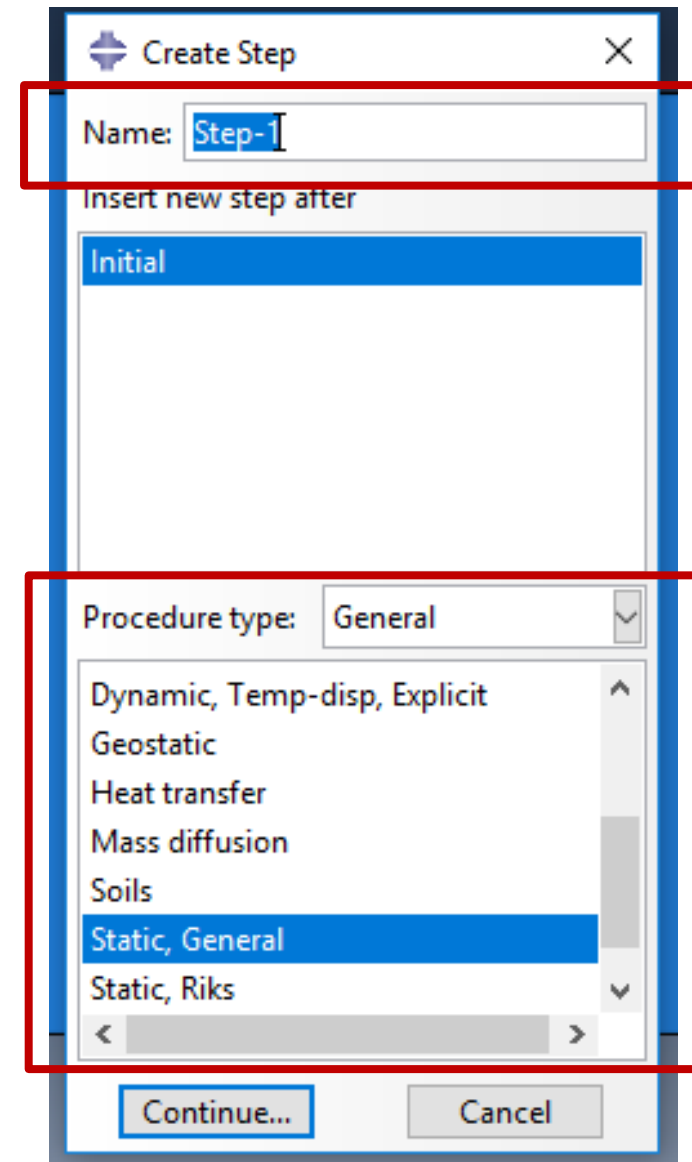 Create Step
Name: Step-1
Insert new step after
Initial
Procedure type: General
Dynamic, Temp-disp, Explicit
Geostatic
Heat transfer
Mass diffusion
Soils
Static, General
Static, Riks
Continue... Cancel